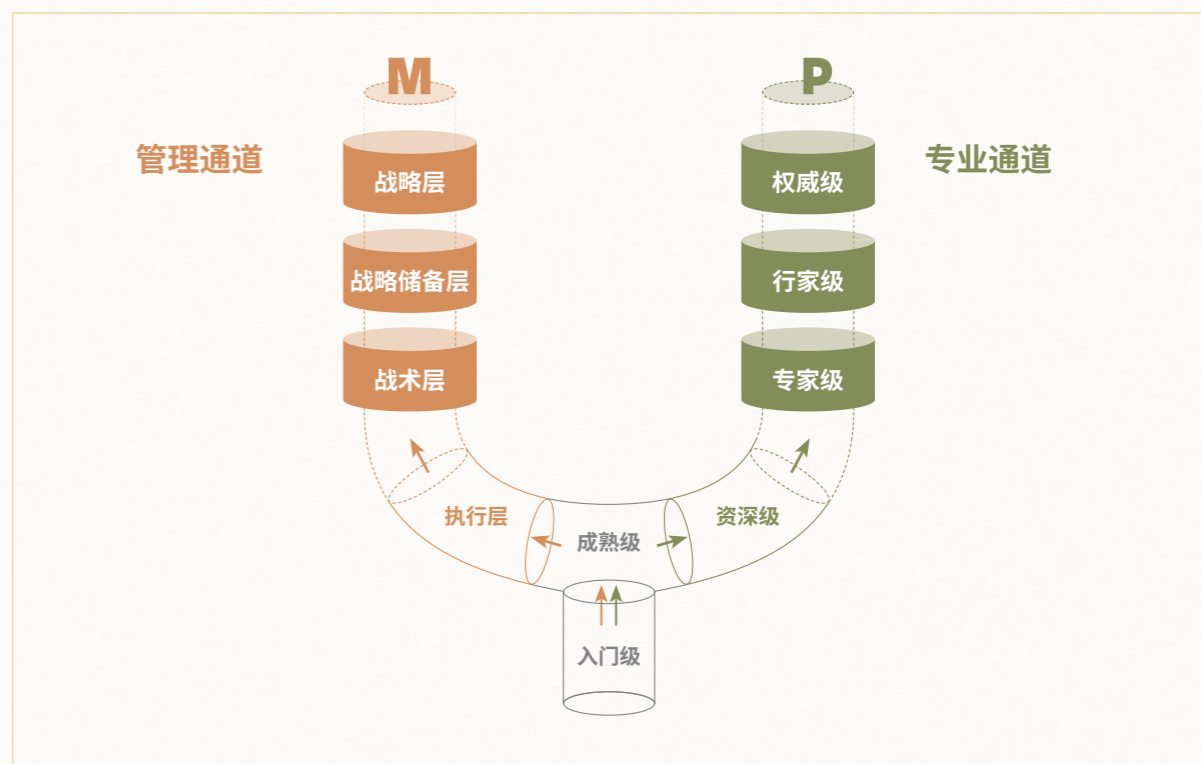 M
P
管理通道
专业通道
战略层
权威级
战略储备层
行家级
战术层
专家级
执行层
资深级
成熟级
入门级